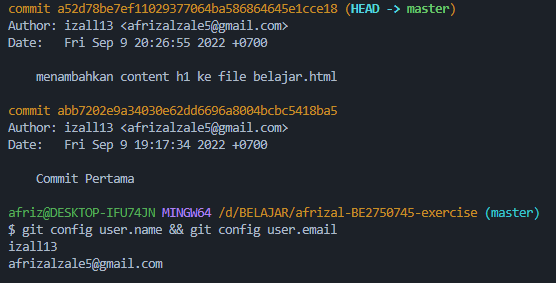 commit a52d78be7ef11029377064ba586864645e1cce18 (HEAD -> master)
Author: izall13 <afrizalzale5@gmail.com>
Date:   Fri Sep 9 20:26:55 2022 +0700
menambahkan content h1 ke file belajar.html
commit abb7202e9a34030e62dd6696a8004bcbc5418ba5
Author: izall13 <afrizalzale5@gmail.com>
Date:   Fri Sep 9 19:17:34 2022 +0700
Commit Pertama
afriz@DESKTOP-IFU74JN MINGW64 /d/BELAJAR/afrizal-BE2750745-exercise (master)
$ git config user.name && git config user.email
izall13
afrizalzale5@gmail.com